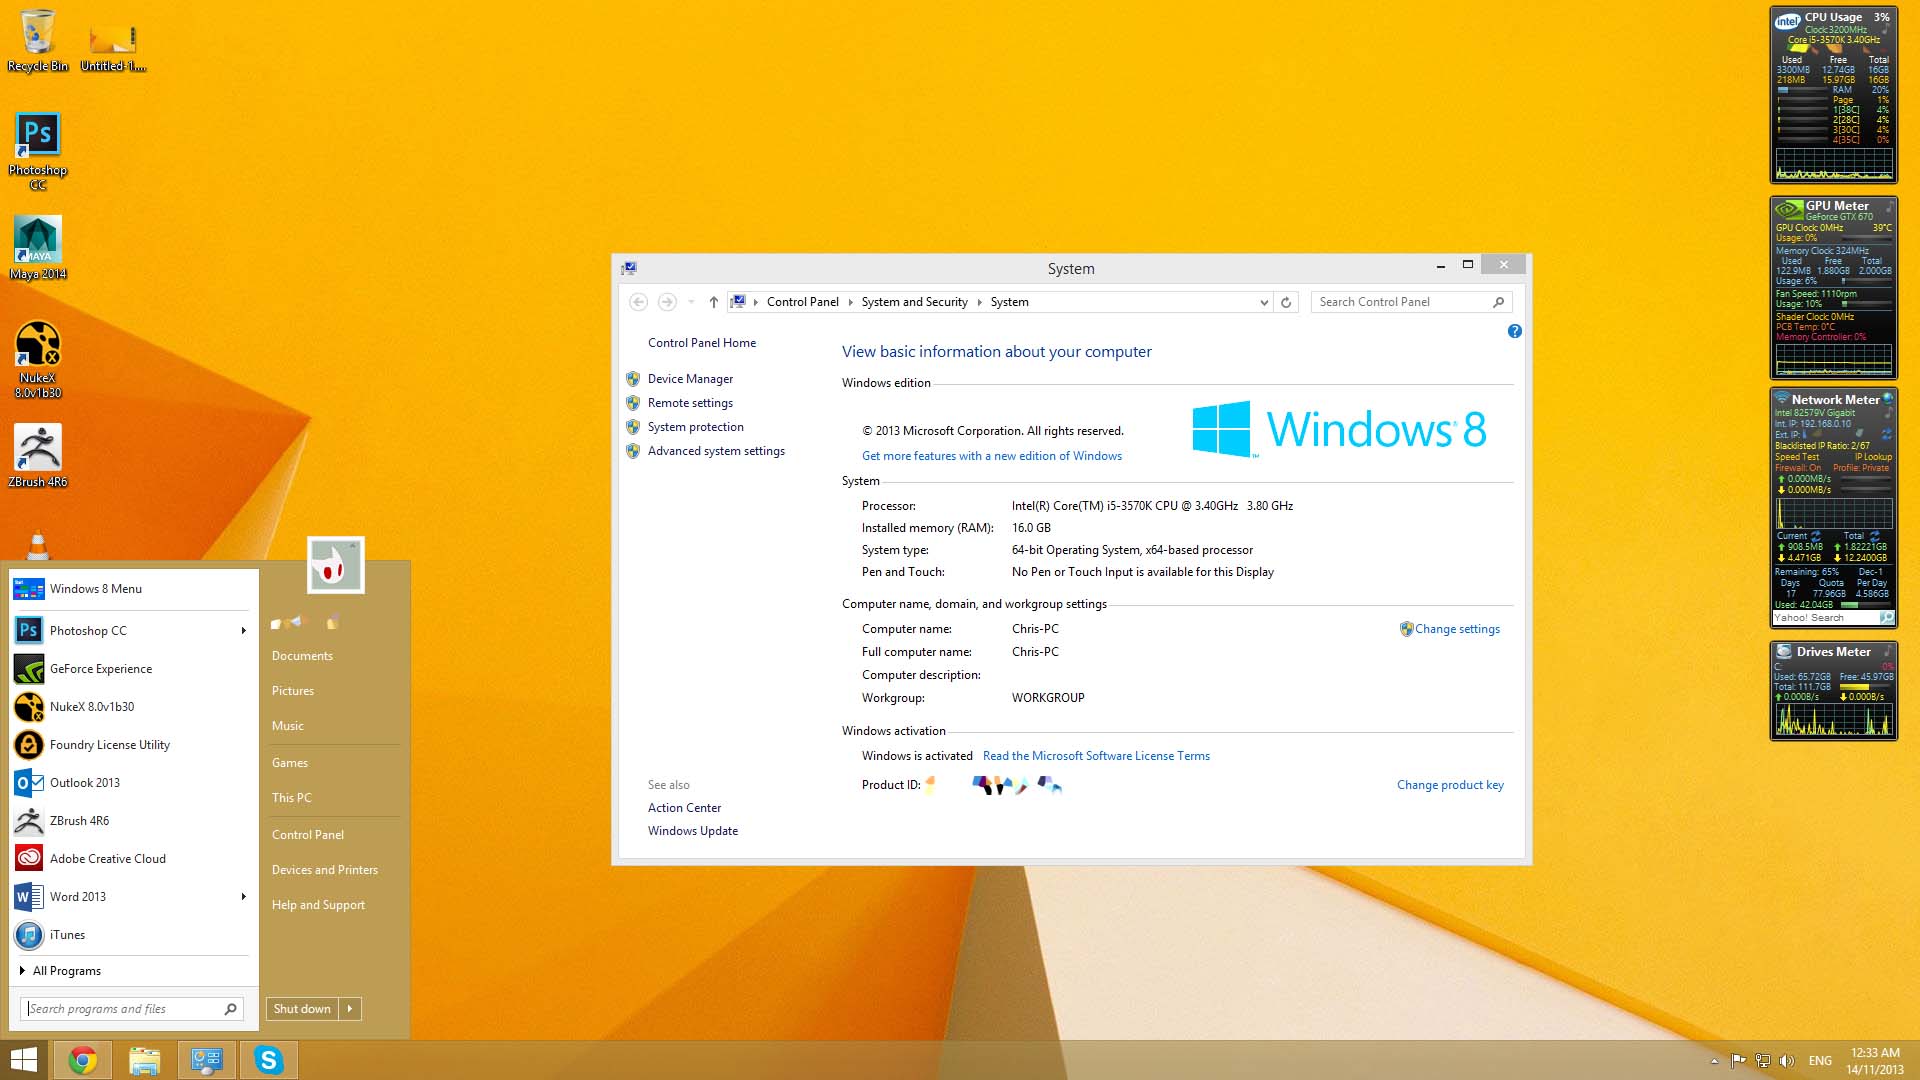 Recycle Bin
Untitled-1....
Ps
Photoshop
CC
MAYA
Maya 2014
NukeX
8.0v1b30
ZBrush 4R6
Windows 8 Menu
Ps Photoshop CC
GeForce Experience
NukeX 8.0v1b30
Foundry License Utility
Outlook 2013
ZBrush 4R6
Adobe Creative Cloud
Word 2013
iTunes
All Programs
Search programs and files
Documents
Pictures
Music
Games
This PC
Control Panel
Devices and Printers
Help and Support
Shut down
System
Control Panel
System and Security
System
Search Control Panel
Control Panel Home
Device Manager
Remote settings
System protection
Advanced system settings
See also
Action Center
Windows Update
View basic information about your computer
Windows edition
© 2013 Microsoft Corporation. All rights reserved.
Get more features with a new edition of Windows
Windows® 8
System
Processor: Intel(R) Core(TM) i5-3570K CPU @ 3.40GHz 3.80 GHz
Installed memory (RAM): 16.0 GB
System type: 64-bit Operating System, x64-based processor
Pen and Touch: No Pen or Touch Input is available for this Display
Computer name, domain, and workgroup settings
Computer name: Chris-PC
Change settings
Full computer name: Chris-PC
Computer description:
Workgroup: WORKGROUP
Windows activation
Windows is activated Read the Microsoft Software License Terms
Product ID:
Change product key
intel CPU Usage 3%
Clock: 3200MHz
Core i5-3570K 3.40GHz
Used Free Total
3300MB 12.74GB 16GB
218MB 15.97GB 16GB
RAM 20%
Page 1%
1[38C] 4%
2[28C] 4%
3[30C] 4%
4[35C] 0%
GPU Meter
GeForce GTX 670
GPU Clock: 0MHz 39°C
Usage: 0%
Memory Clock: 324MHz
Used Free Total
122.9MB 1.880GB 2.000GB
Usage: 6%
Fan Speed: 1110rpm
Usage: 10%
Shader Clock: 0MHz
PCB Temp: 0°C
Memory Controller: 0%
Network Meter
Intel 82579V Gigabit
Int. IP: 192.168.0.10
Ext. IP:
Blacklisted IP Ratio: 2/67
Speed Test IP Lookup
Firewall: On Profile: Private
0.000MB/s
0.000MB/s
Current Total
908.5MB 1.82221GB
4.471GB 12.2400GB
Remaining: 65% Dec-1
Days Quota Per Day
17 77.96GB 4.586GB
Used: 42.04GB
Yahoo! Search
Drives Meter
C: 0%
Used: 65.72GB Free: 45.97GB
Total: 111.7GB
0.000B/s 0.000B/s
ENG
12:33 AM
14/11/2013